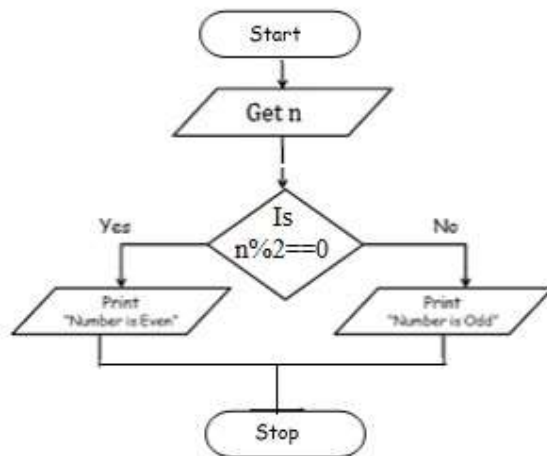 Start
Get n
Is
n%2==0
Yes
No
Print
"Number is Even"
Print
"Number is Odd"
Stop